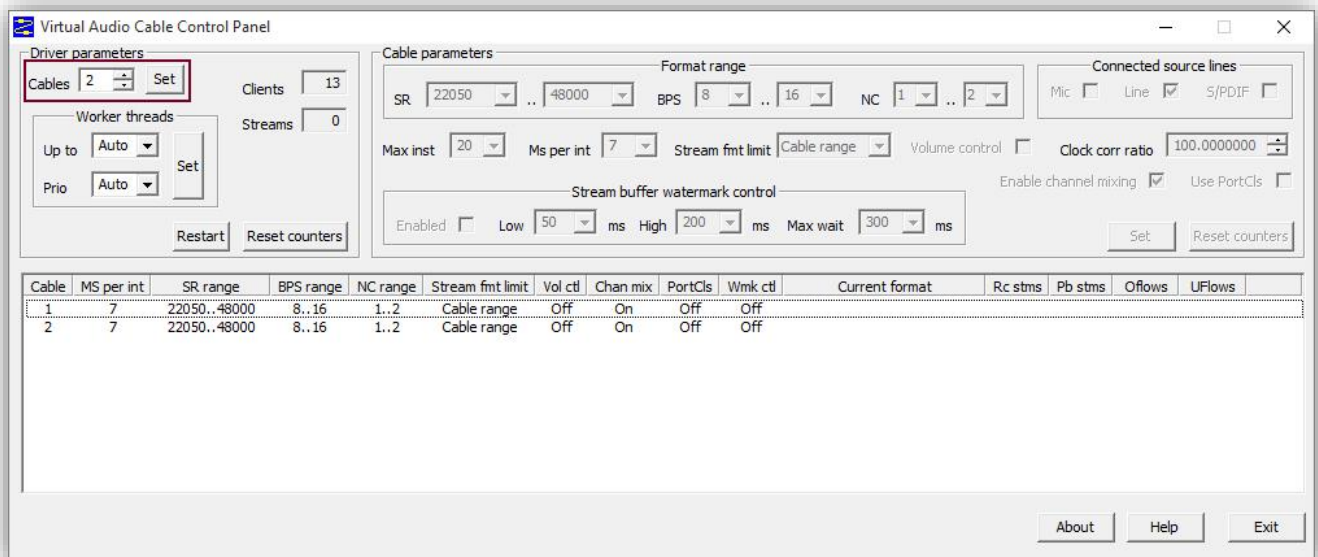 Virtual Audio Cable Control Panel
Driver parameters
Cables 2 Set
Clients 13
Streams 0
Worker threads
Up to Auto
Prio Auto
Set
Restart Reset counters
Cable parameters
Format range
SR 22050 .. 48000 BPS 8 .. 16 NC 1 .. 2
Connected source lines
Mic Line S/PDIF
Max inst 20 Ms per int 7 Stream fmt limit Cable range Volume control Clock corr ratio 100.0000000
Enable channel mixing Use PortCls
Stream buffer watermark control
Enabled Low 50 ms High 200 ms Max wait 300 ms
Set Reset counters
Cable MS per int SR range BPS range NC range Stream fmt limit Vol ctl Chan mix PortCls Wmk ctl Current format Rc stms Pb stms Oflows UFlows
1 7 22050..48000 8..16 1..2 Cable range Off On Off Off
2 7 22050..48000 8..16 1..2 Cable range Off On Off Off
About Help Exit